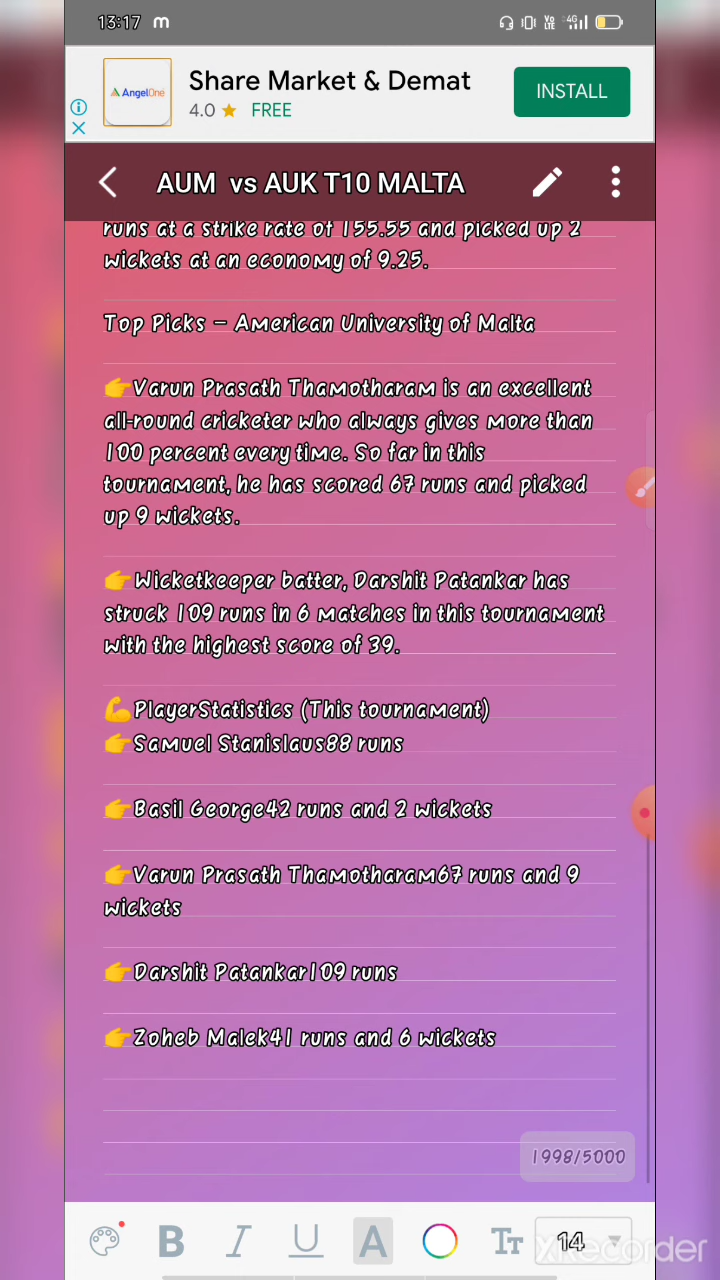 13:17 m
Vo LTE 4G
AngelOne
Share Market & Demat
4.0 ★ FREE
INSTALL
AUM vs AUK T10 MALTA
runs at a strike rate of 155.55 and picked up 2
wickets at an economy of 9.25.
Top Picks – American University of Malta
👉Varun Prasath Thamotharam is an excellent
all-round cricketer who always gives more than
100 percent every time. So far in this
tournament, he has scored 67 runs and picked
up 9 wickets.
👉Wicketkeeper batter, Darshit Patankar has
struck 109 runs in 6 matches in this tournament
with the highest score of 39.
💪PlayerStatistics (This tournament)
👉Samuel Stanislaus88 runs
👉Basil George42 runs and 2 wickets
👉Varun Prasath Thamotharam67 runs and 9
wickets
👉Darshit Patankar109 runs
👉Zoheb Malek41 runs and 6 wickets
1998/5000
B I U A Tт 14
XRecorder